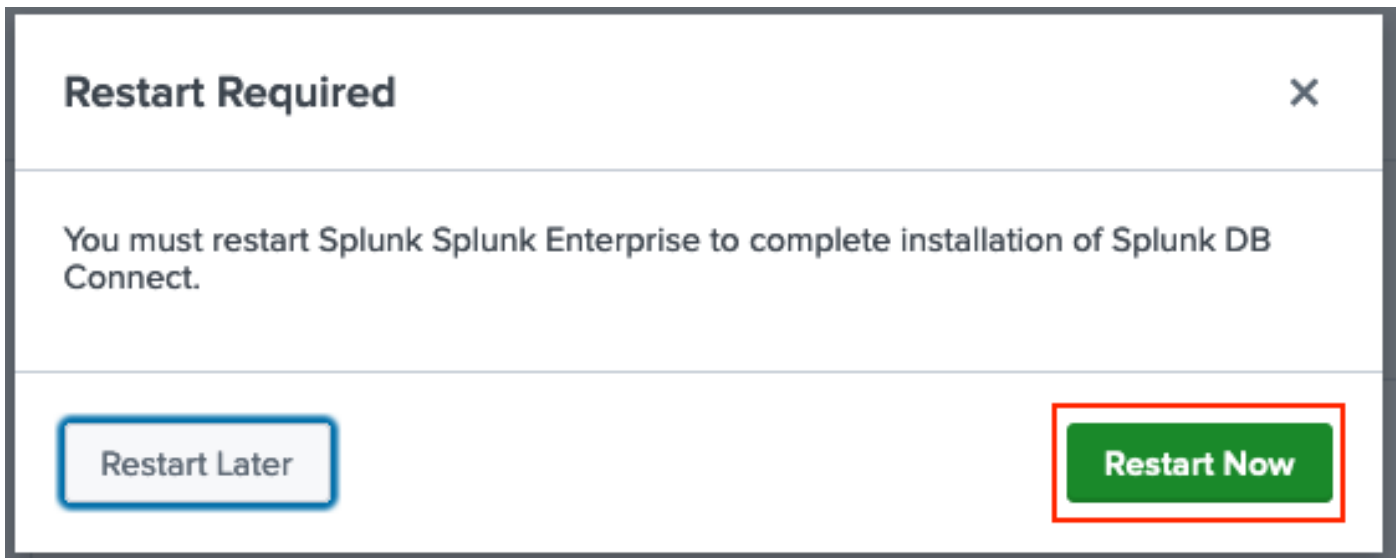 Restart Required
You must restart Splunk Splunk Enterprise to complete installation of Splunk DB
Connect.
Restart Later
Restart Now